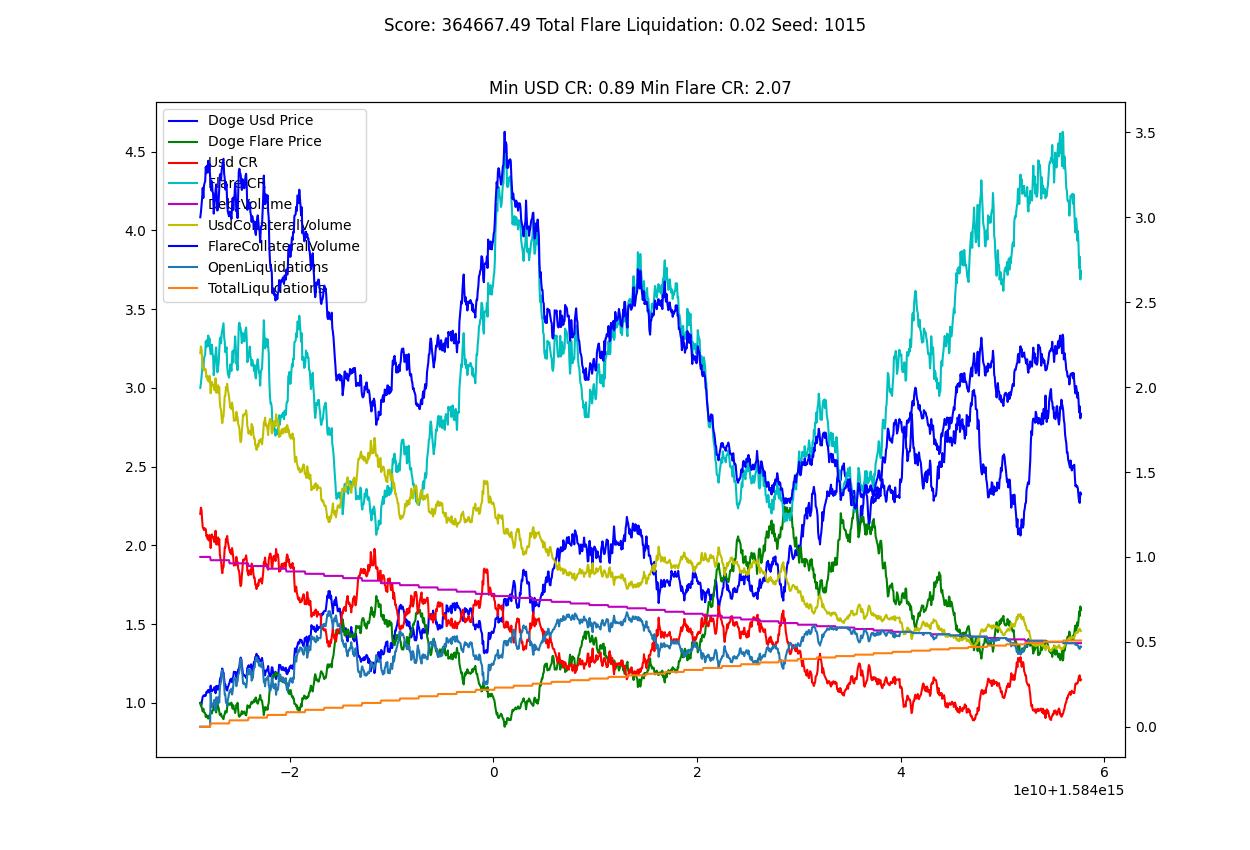 Score: 364667.49 Total Flare Liquidation: 0.02 Seed: 1015
Min USD CR: 0.89 Min Flare CR: 2.07
Doge Usd Price
Doge Flare Price
Usd CR
Flare CR
DebtVolume
UsdCollateralVolume
FlareCollateralVolume
OpenLiquidations
TotalLiquidations
4.5
4.0
3.5
3.0
2.5
2.0
1.5
1.0
3.5
3.0
2.5
2.0
1.5
1.0
0.5
0.0
−2
0
2
4
6
1e10+1.584e15